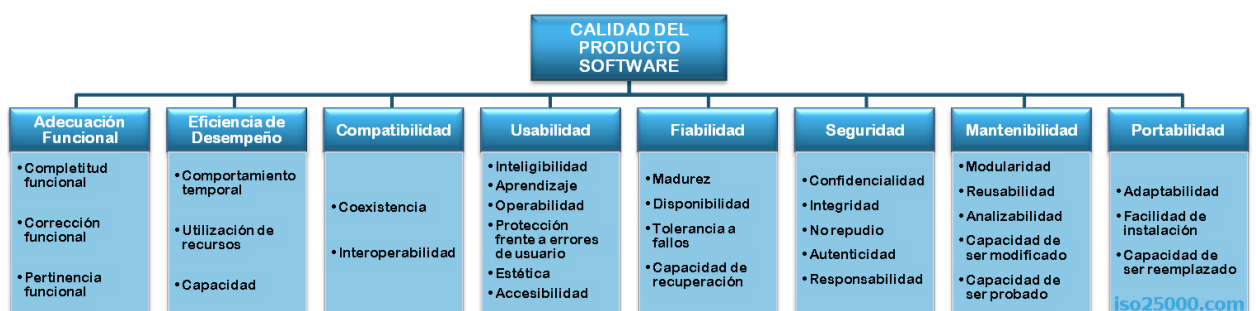 CALIDAD DEL
PRODUCTO
SOFTWARE
Adecuación
Funcional
•Completitud
funcional
•Corrección
funcional
•Pertinencia
funcional
Eficiencia de
Desempeño
•Comportamiento
temporal
•Utilización de
recursos
•Capacidad
Compatibilidad
•Coexistencia
•Interoperabilidad
Usabilidad
•Inteligibilidad
•Aprendizaje
•Operabilidad
•Protección
frente a errores
de usuario
•Estética
•Accesibilidad
Fiabilidad
•Madurez
•Disponibilidad
•Tolerancia a
fallos
•Capacidad de
recuperación
Seguridad
•Confidencialidad
•Integridad
•No repudio
•Autenticidad
•Responsabilidad
Mantenibilidad
•Modularidad
•Reusabilidad
•Analizabilidad
•Capacidad de
ser modificado
•Capacidad de
ser probado
Portabilidad
•Adaptabilidad
•Facilidad de
instalación
•Capacidad de
ser reemplazado
iso25000.com